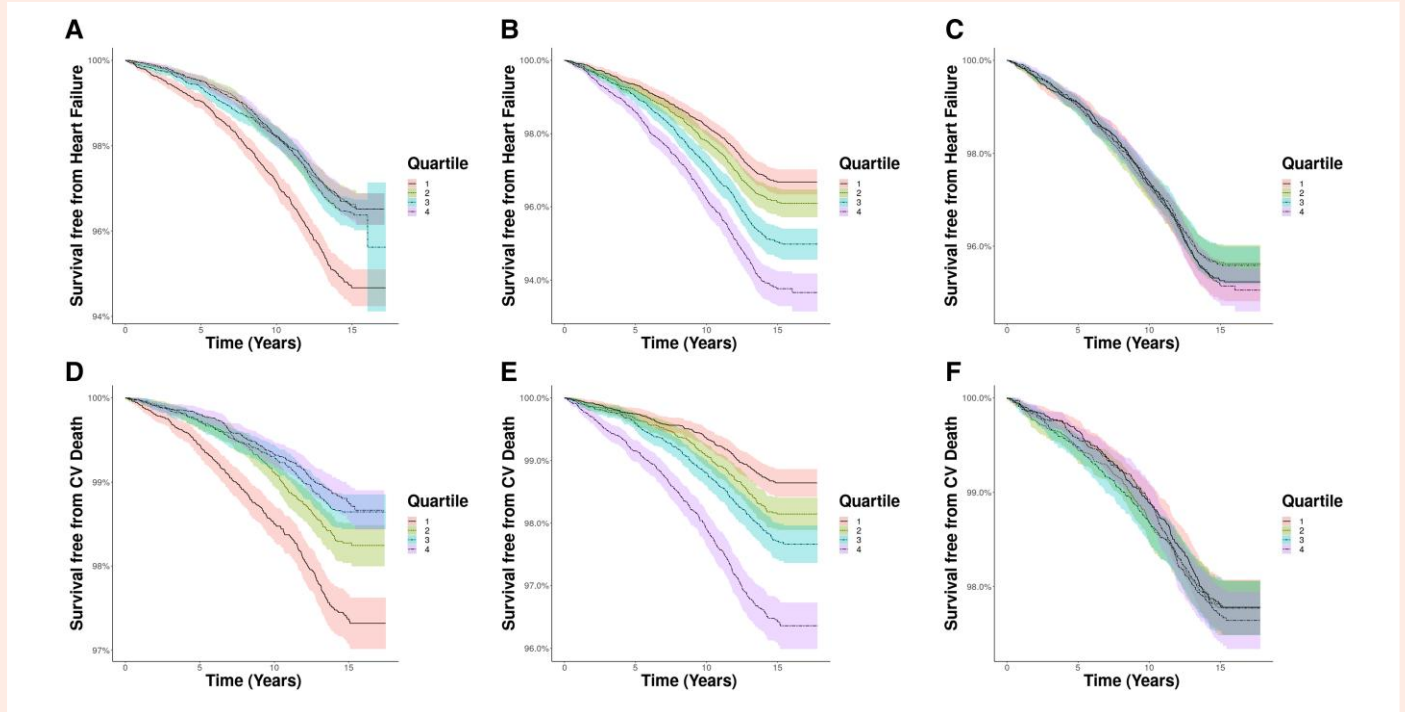 A
Survival free from Heart Failure
100%
98%
96%
94%
0 5 10 15
Time (Years)
Quartile
1
2
3
4
B
Survival free from Heart Failure
100.0%
98.0%
96.0%
94.0%
0 5 10 15
Time (Years)
Quartile
1
2
3
4
C
Survival free from Heart Failure
100.0%
98.0%
96.0%
0 5 10 15
Time (Years)
Quartile
1
2
3
4
D
Survival free from CV Death
100%
99%
98%
97%
0 5 10 15
Time (Years)
Quartile
1
2
3
4
E
Survival free from CV Death
100.0%
99.0%
98.0%
97.0%
96.0%
0 5 10 15
Time (Years)
Quartile
1
2
3
4
F
Survival free from CV Death
100.0%
99.0%
98.0%
0 5 10 15
Time (Years)
Quartile
1
2
3
4